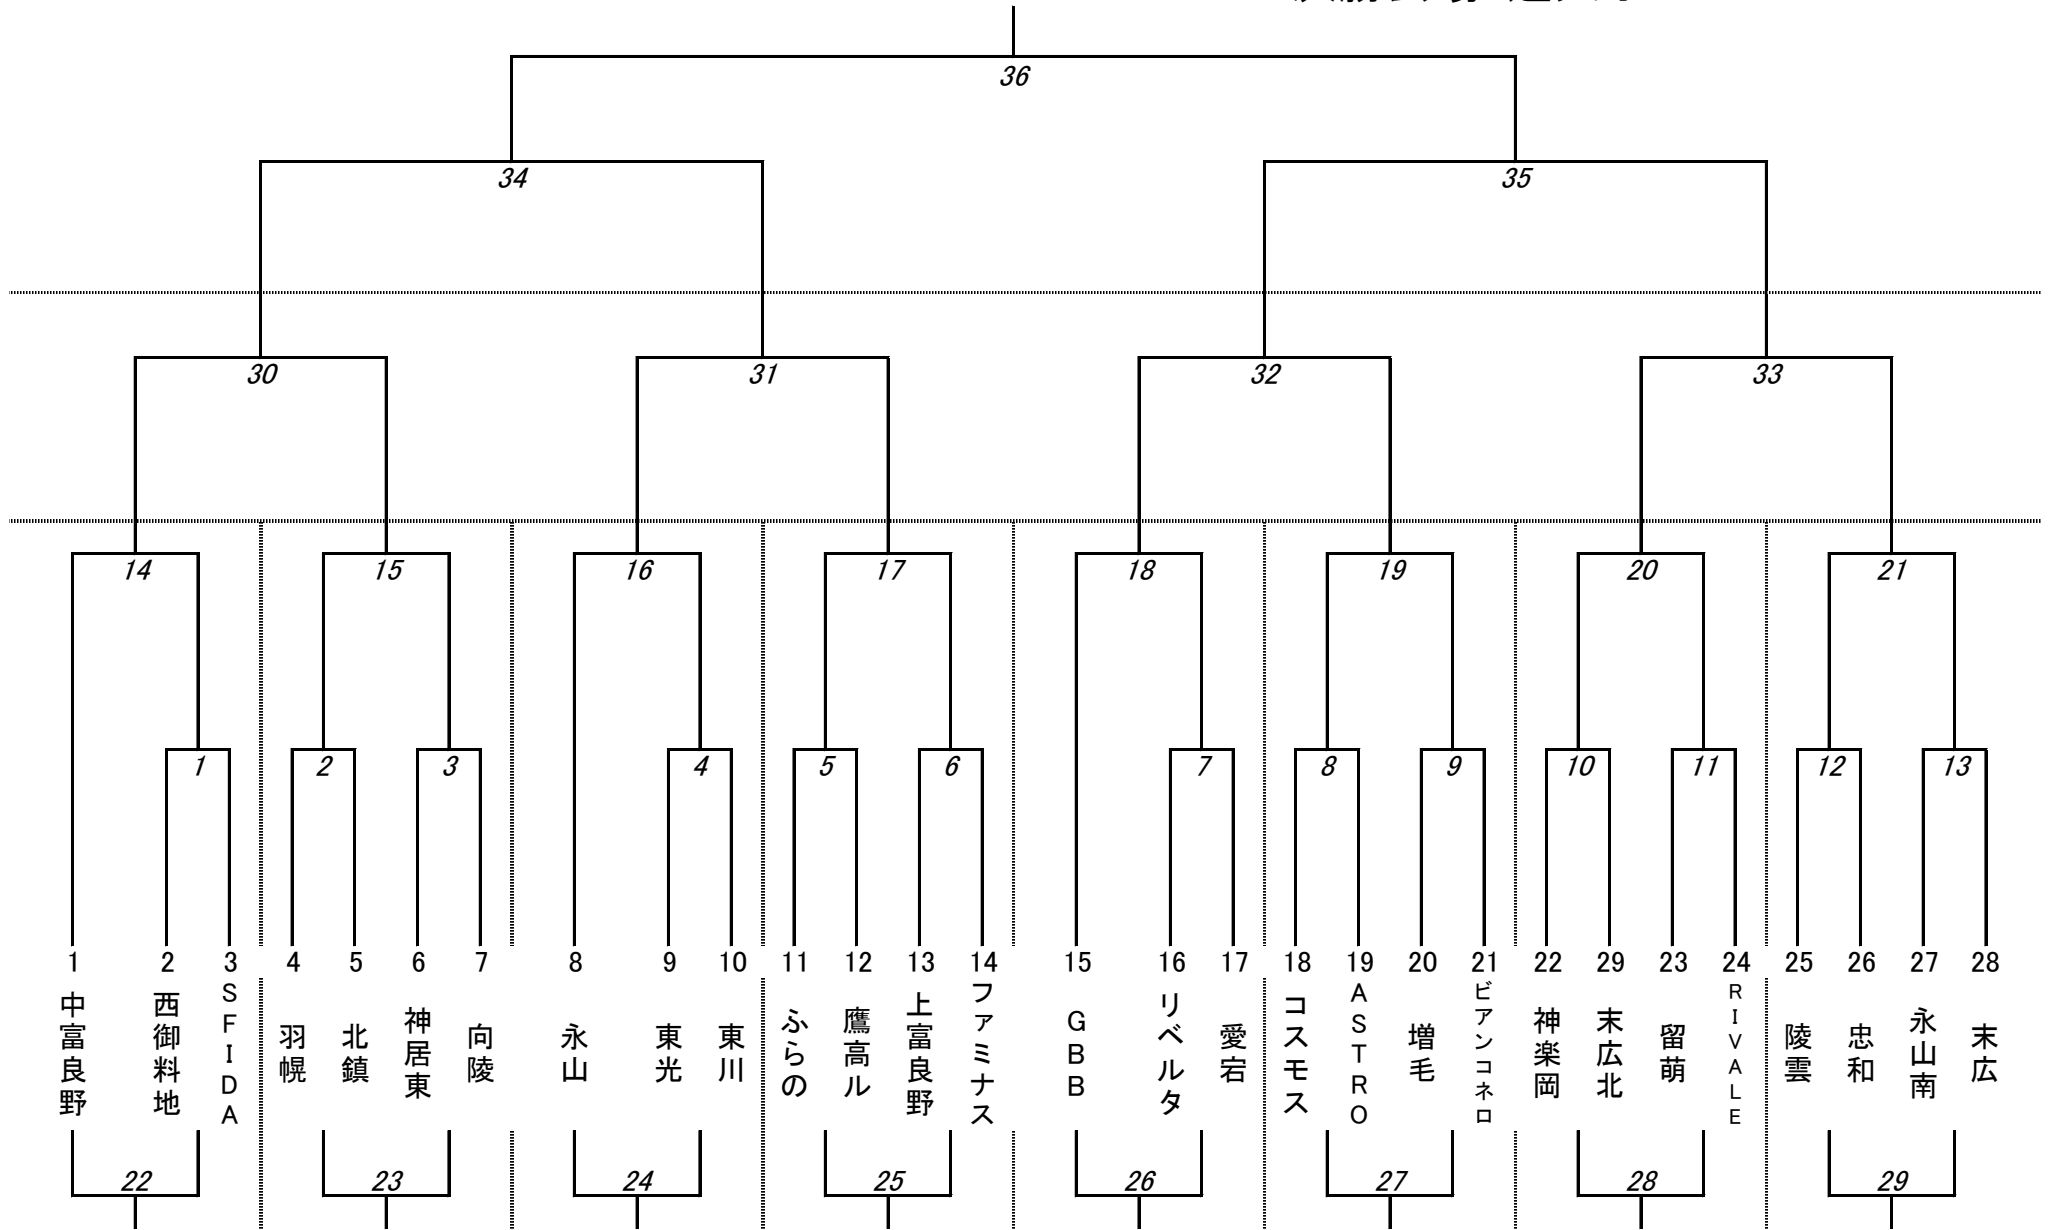 36
34
35
30
31
32
33
14
15
16
17
18
19
20
21
1
2
3
4
5
6
7
8
9
10
11
12
13
1
2
3
4
5
6
7
8
9
10
11
12
13
14
15
16
17
18
19
20
21
22
29
23
24
25
26
27
28
中富良野
西御料地
SFIDA
羽幌
北鎮
神居東
向陵
永山
東光
東川
ふらの
鷹高ル
上富良野
ファミナス
GBB
リベルタ
愛宕
コスモス
ASTRO
増毛
ビアンコネロ
神楽岡
末広北
留萌
RIVALE
陵雲
忠和
永山南
末広
22
23
24
25
26
27
28
29